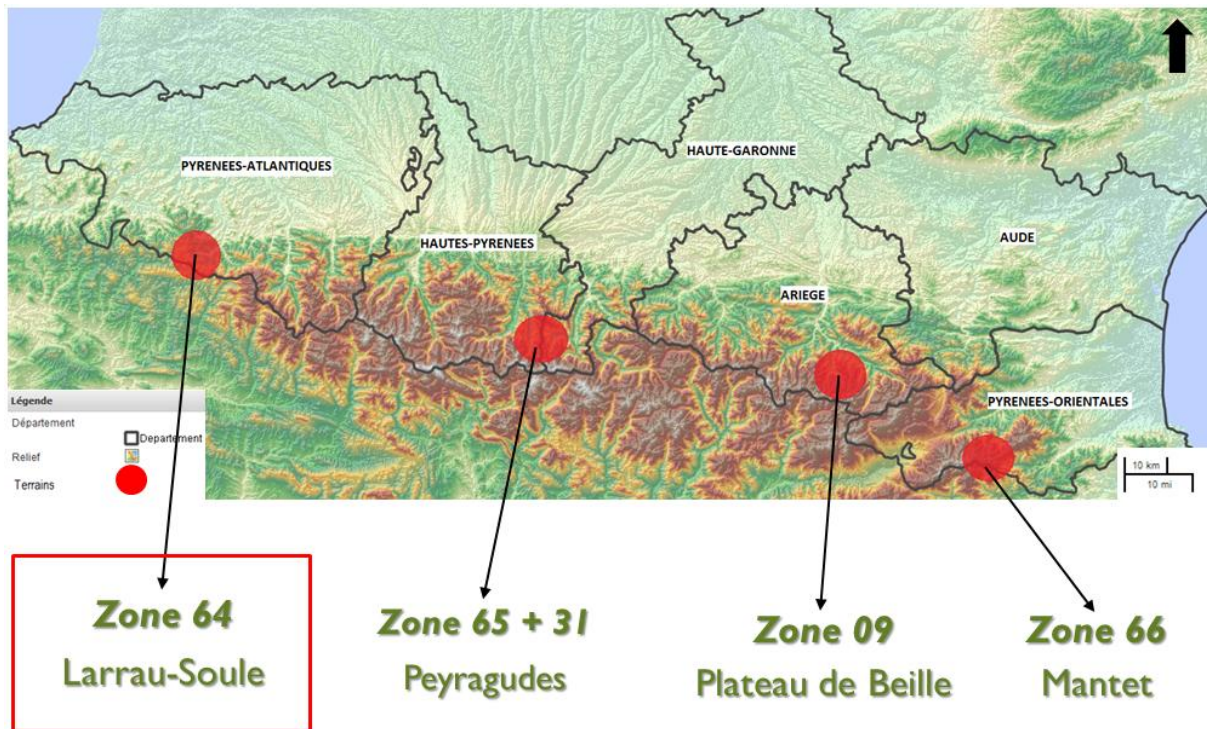 PYRENEES-ATLANTIQUES
HAUTE-GARONNE
HAUTES-PYRENEES
AUDE
ARIEGE
PYRENEES-ORIENTALES
Légende
Département
Departement
Relief
Terrains
10 km
10 mi
Zone 64
Larrau-Soule
Zone 65 + 31
Peyragudes
Zone 09
Plateau de Beille
Zone 66
Mantet